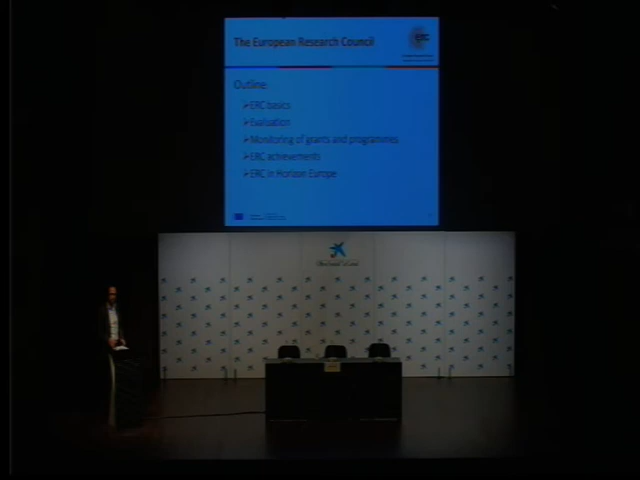 The European Research Council
ERC
Outline:
➢ERC basics
➢Evaluation
➢Monitoring of grants and programmes
➢ERC achievements
➢ERC in Horizon Europe